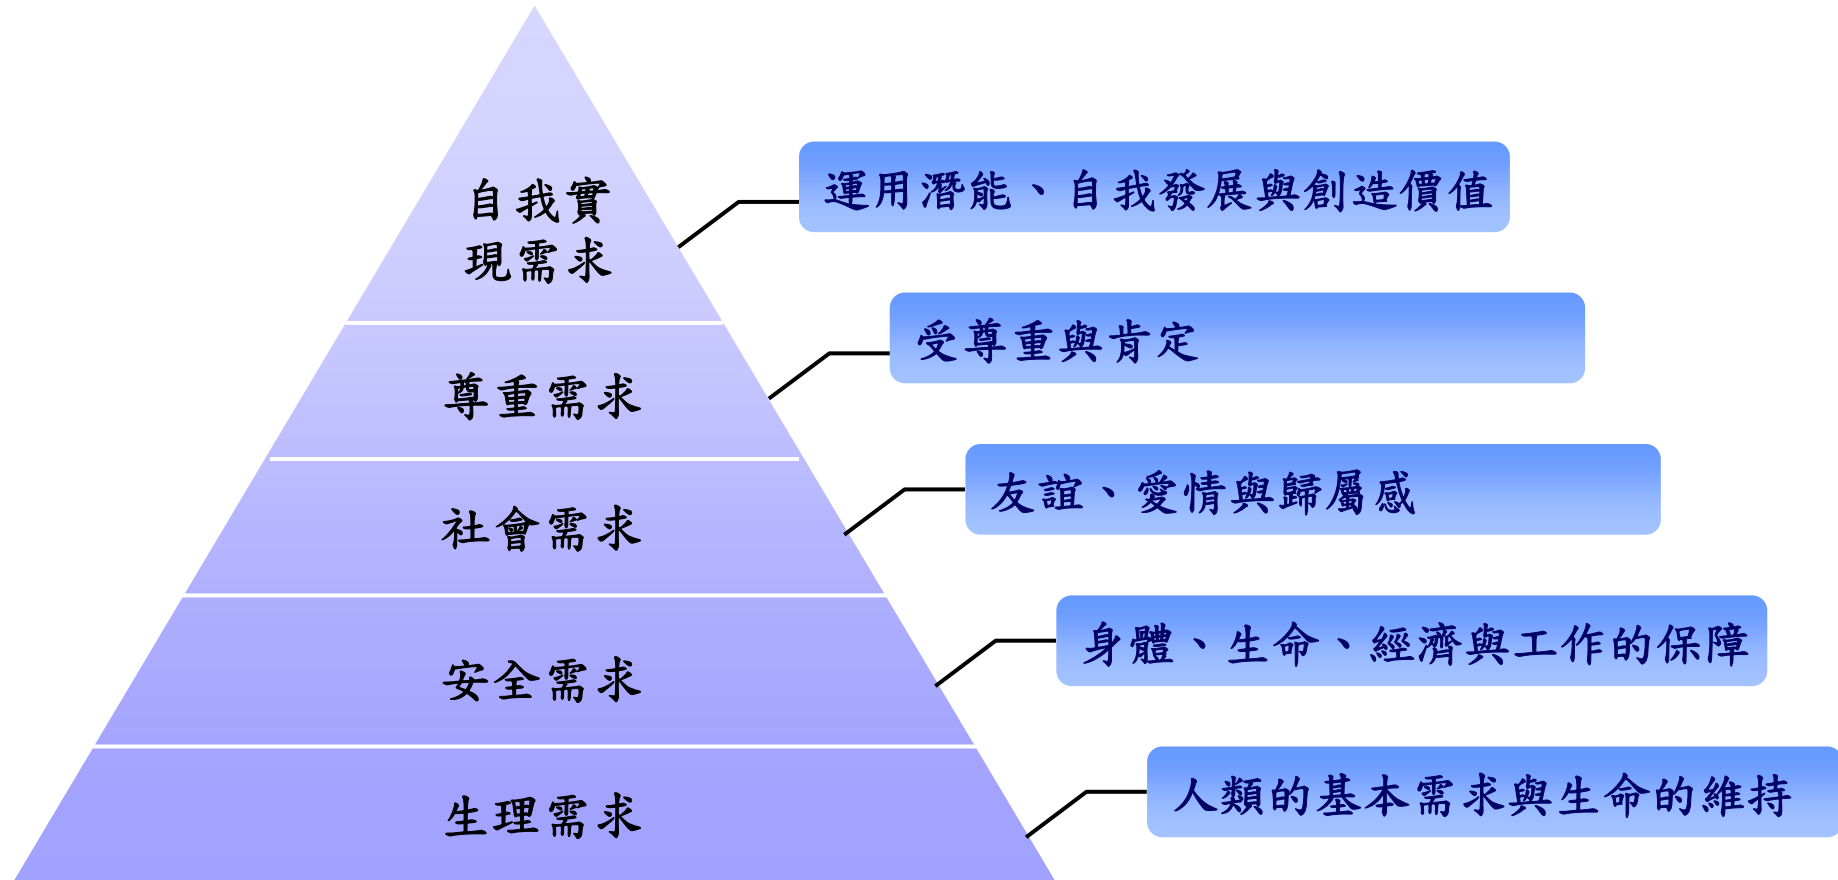 自我實
現需求
運用潛能、自我發展與創造價值
尊重需求
受尊重與肯定
社會需求
友誼、愛情與歸屬感
安全需求
身體、生命、經濟與工作的保障
生理需求
人類的基本需求與生命的維持